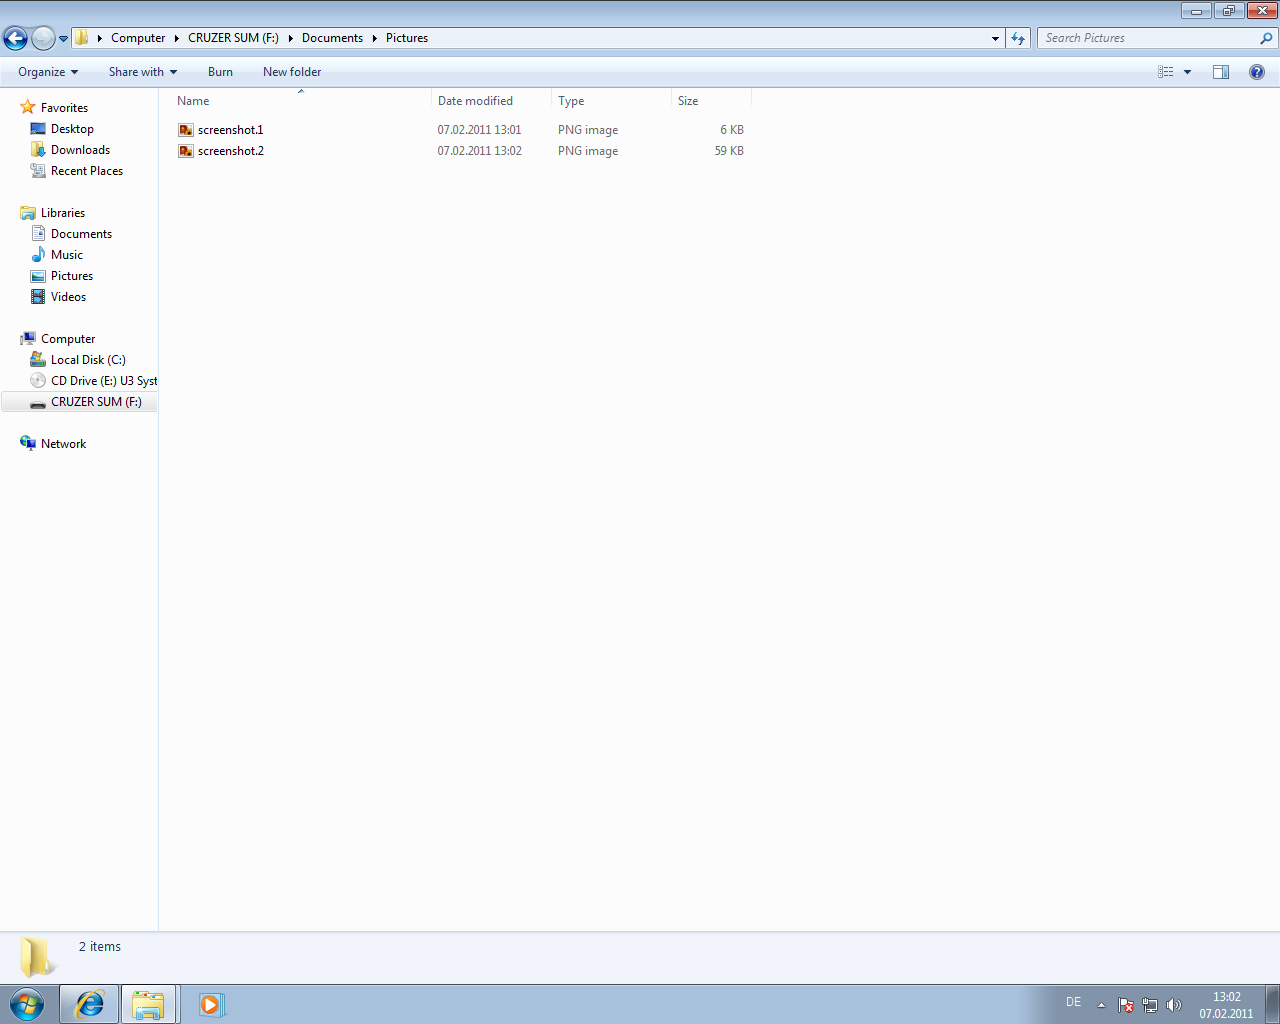 Computer CRUZER SUM (F:) Documents Pictures Search Pictures
Organize Share with Burn New folder
Name Date modified Type Size
screenshot.1 07.02.2011 13:01 PNG image 6 KB
screenshot.2 07.02.2011 13:02 PNG image 59 KB
Favorites
Desktop
Downloads
Recent Places
Libraries
Documents
Music
Pictures
Videos
Computer
Local Disk (C:)
CD Drive (E:) U3 Syst
CRUZER SUM (F:)
Network
2 items
DE 13:02
07.02.2011